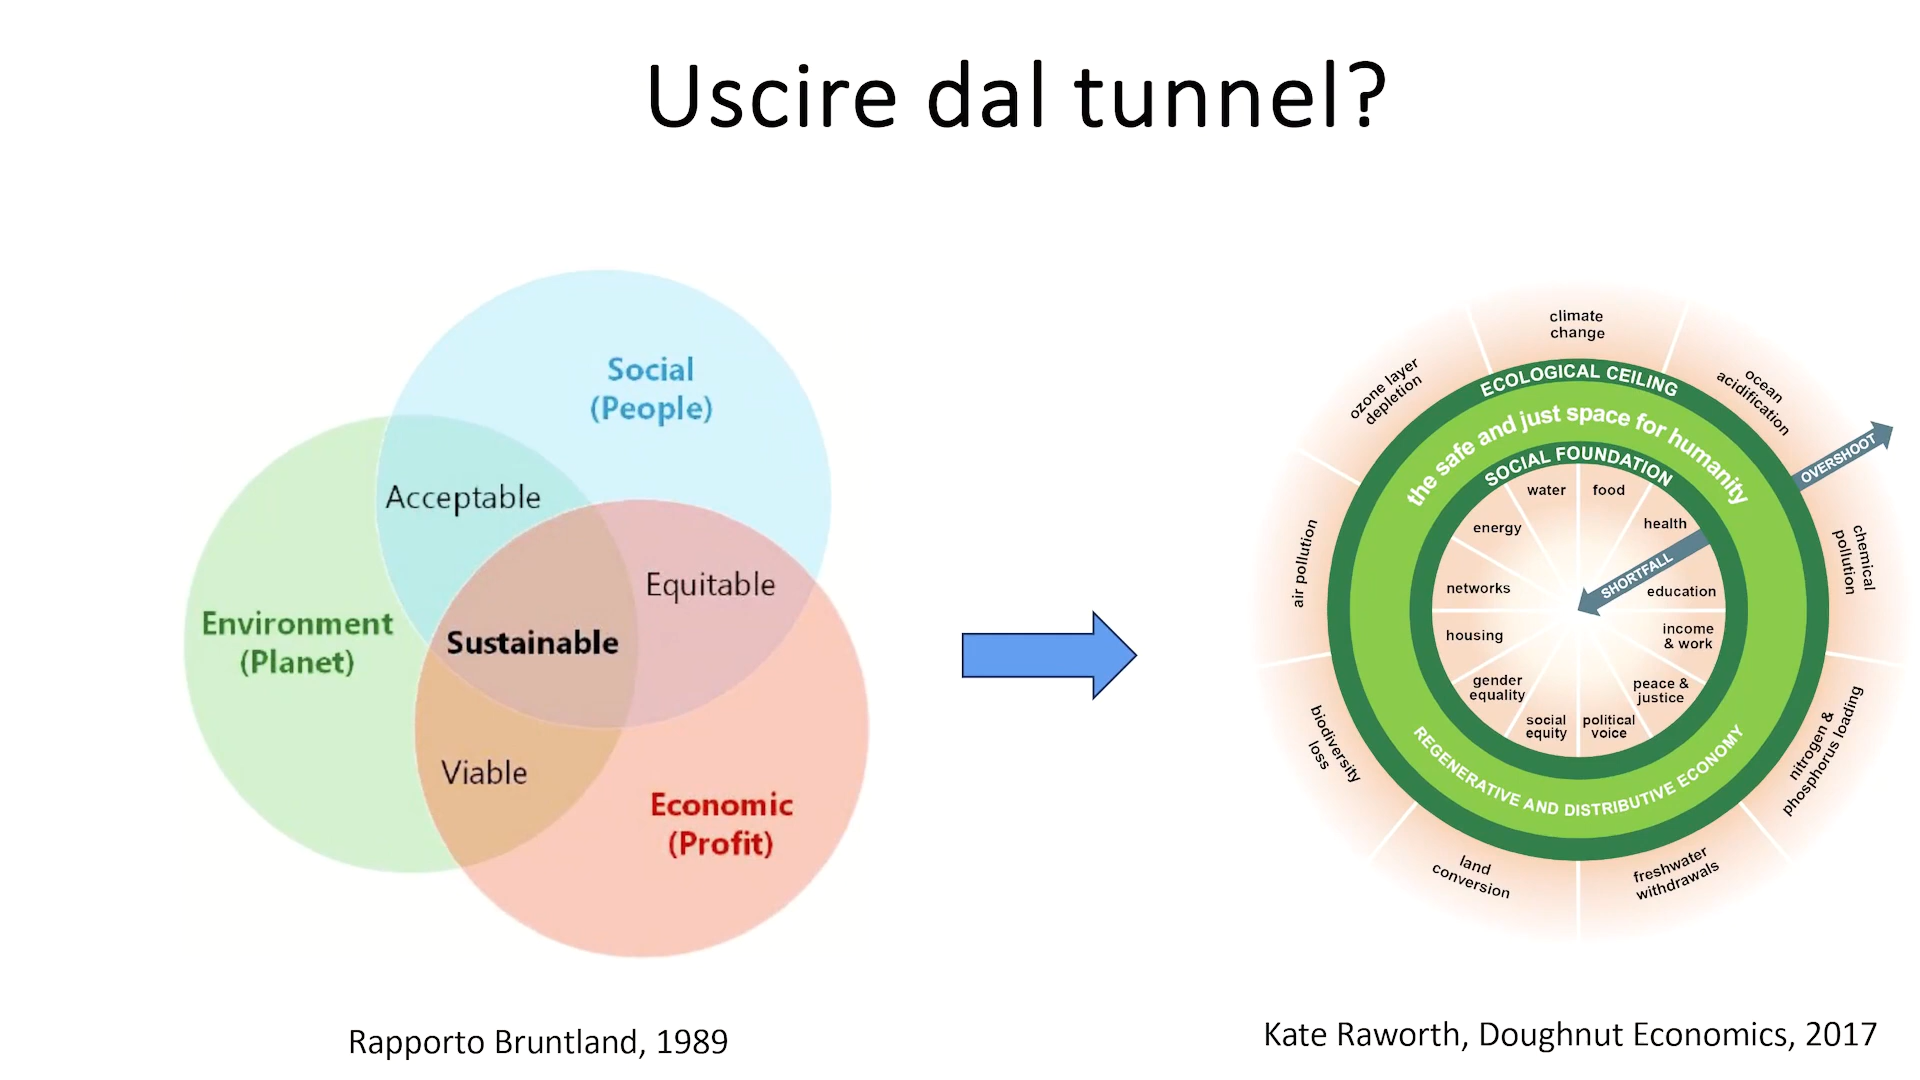 Uscire dal tunnel?
Social
(People)
Acceptable
Equitable
Environment
(Planet)
Sustainable
Viable
Economic
(Profit)
Rapporto Bruntland, 1989
climate
change
ozone layer
depletion
ocean
acidification
ECOLOGICAL CEILING
the safe and just space for humanity
OVERSHOOT
SOCIAL FOUNDATION
water
food
energy
health
SHORTFALL
networks
education
housing
income
& work
gender
equality
peace &
justice
social
equity
political
voice
REGENERATIVE AND DISTRIBUTIVE ECONOMY
air pollution
chemical
pollution
biodiversity
loss
nitrogen &
phosphorus loading
land
conversion
freshwater
withdrawals
Kate Raworth, Doughnut Economics, 2017